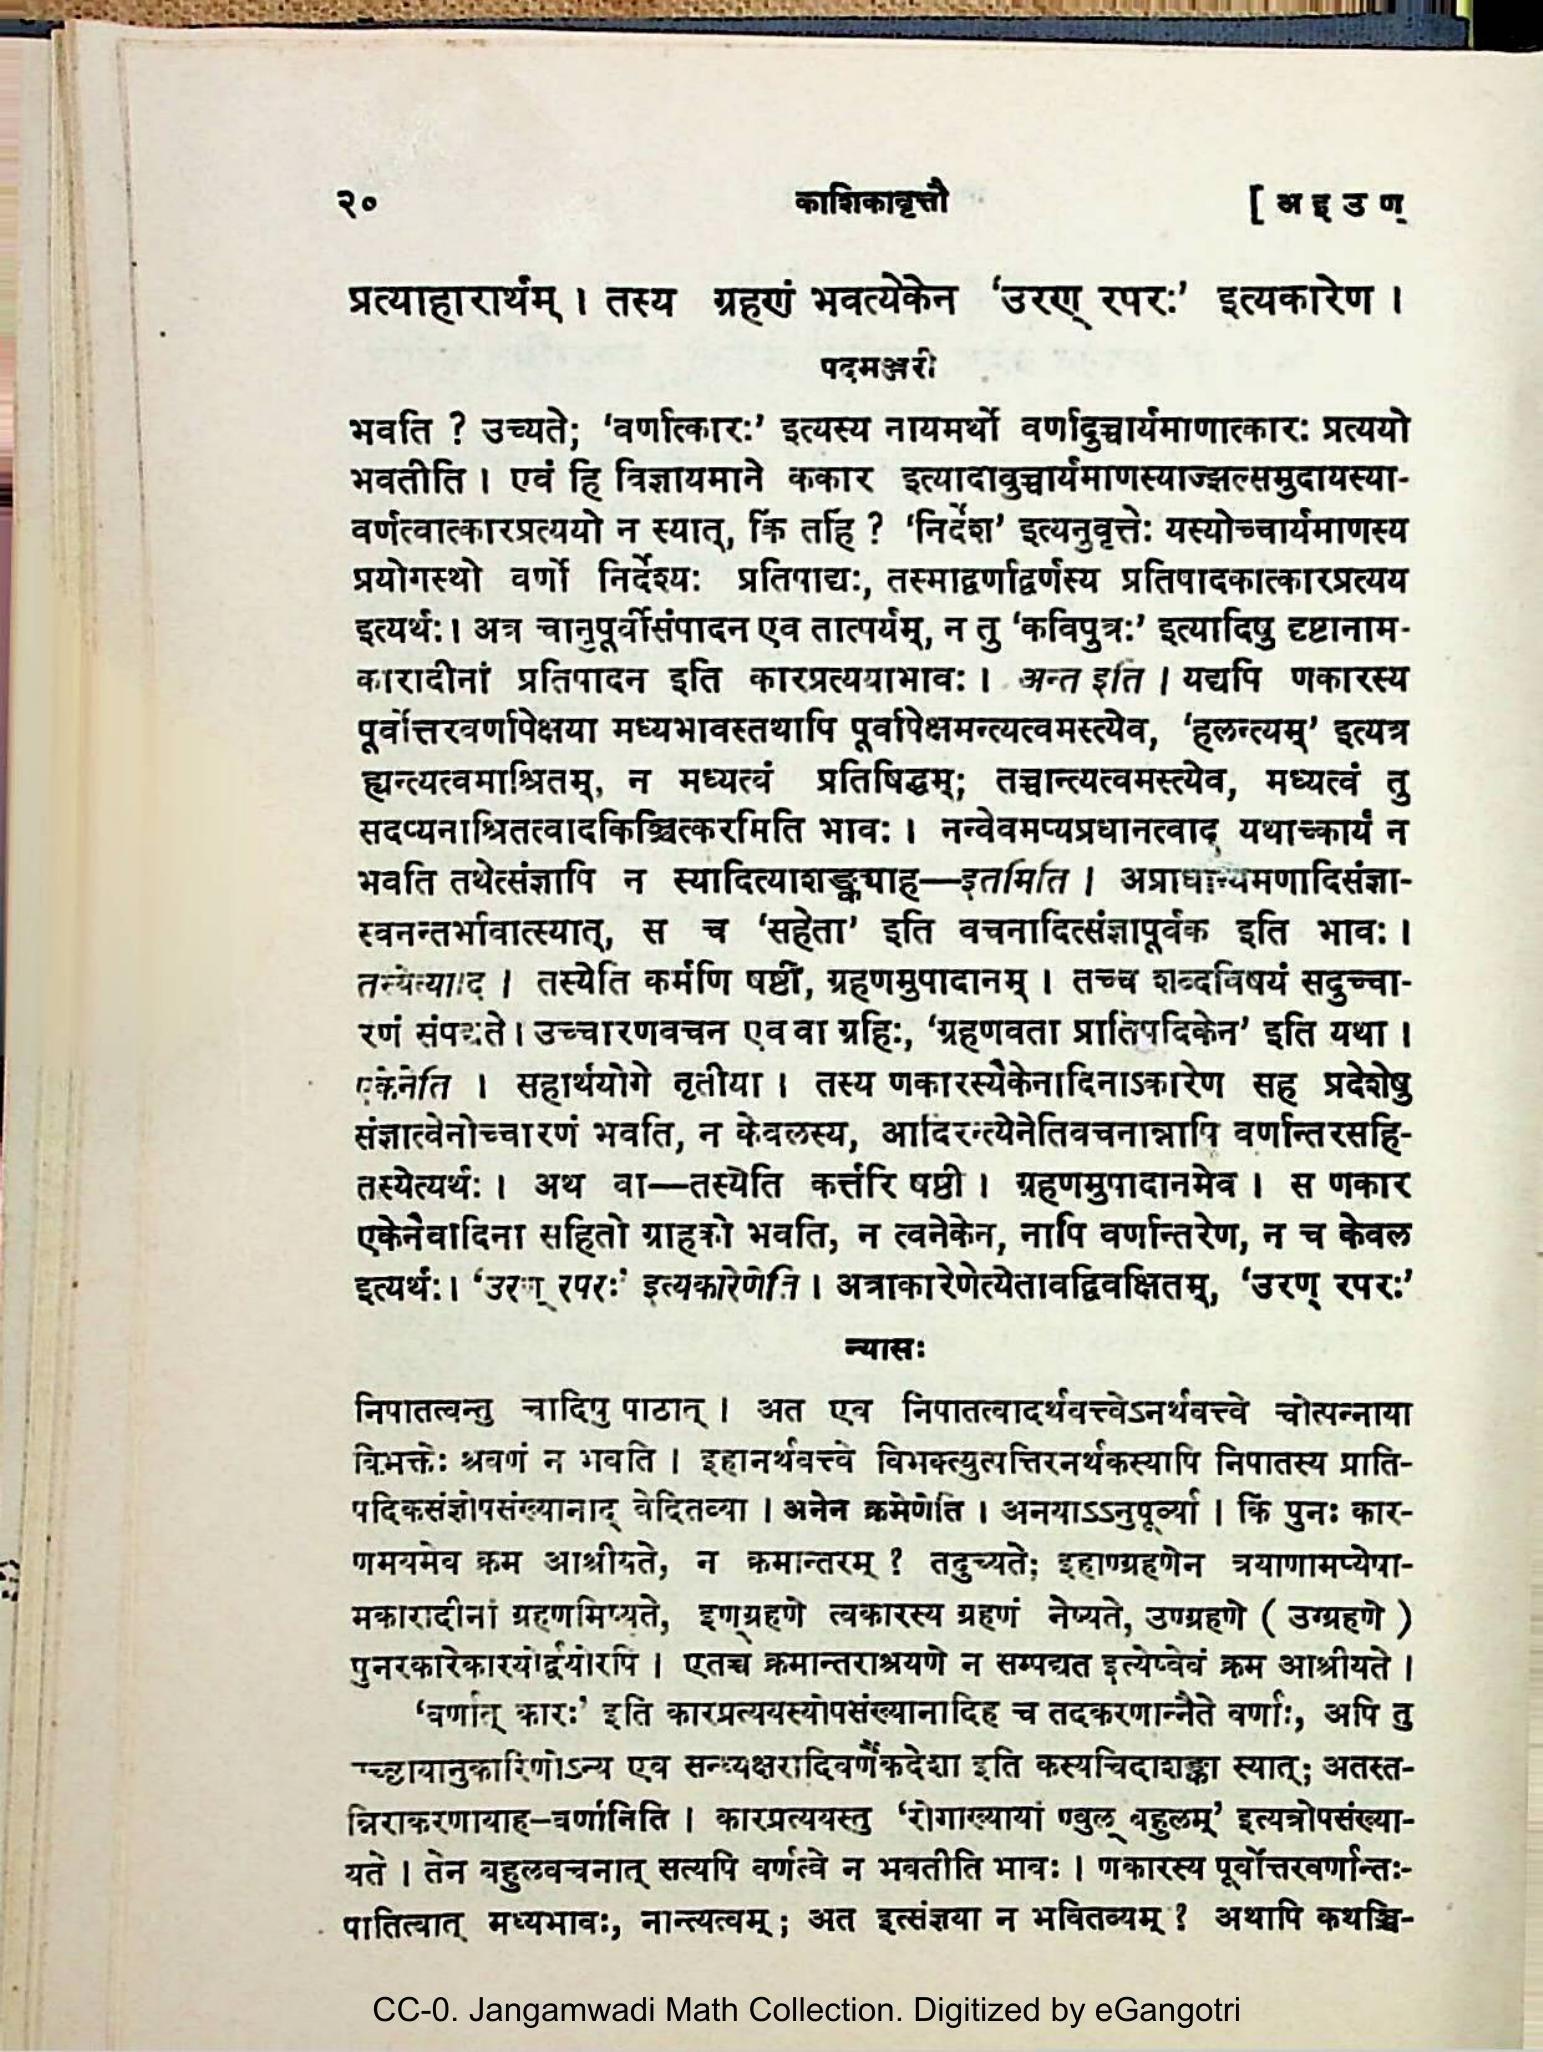 २० काशिकावृत्तौ [ अ इ उ ण्
प्रत्याहारार्थम् । तस्य ग्रहणं भवत्येकेन ‘उरण् रपरः’ इत्यकारेण ।
पदमञ्जरी
भवति ? उच्यते; ‘वर्णात्कारः’ इत्यस्य नायमर्थो वर्णादुच्चार्यमाणात्कारः प्रत्ययो
भवतीति । एवं हि विज्ञायमाने ककार इत्यादावुच्चार्यमाणस्याज्झल्समुदायस्या-
वर्णत्वात्कारप्रत्ययो न स्यात्, किं तर्हि ? ‘निर्देश’ इत्यनुवृत्तेः यस्योच्चार्यमाणस्य
प्रयोगस्थो वर्णो निर्देश्यः प्रतिपाद्यः, तस्माद्वर्णाद्वर्णस्य प्रतिपादकात्कारप्रत्यय
इत्यर्थः । अत्र चानुपूर्वीसंपादन एव तात्पर्यम्, न तु ‘कविपुत्रः’ इत्यादिषु दृष्टानाम-
कारादीनां प्रतिपादन इति कारप्रत्ययाभावः । अन्त इति । यद्यपि णकारस्य
पूर्वोत्तरवर्णापेक्षया मध्यभावस्तथापि पूर्वापेक्षमन्त्यत्वमस्त्येव, ‘हलन्त्यम्’ इत्यत्र
ह्यन्त्यत्वमाश्रितम्, न मध्यत्वं प्रतिषिद्धम्; तच्चान्त्यत्वमस्त्येव, मध्यत्वं तु
सदप्यनाश्रितत्वादकिञ्चित्करमिति भावः । नन्वेवमप्यप्रधानत्वाद् यथाच्कार्यं न
भवति तथेत्संज्ञापि न स्यादित्याशङ्क्याह—इतमिति । अप्राधान्यमणादिसंज्ञा-
स्वनन्तर्भावात्स्यात्, स च ‘सहेता’ इति वचनादित्संज्ञापूर्वक इति भावः ।
तस्येत्यादि । तस्येति कर्मणि षष्ठी, ग्रहणमुपादानम् । तच्च शब्दविषयं सदुच्चा-
रणं संपद्यते । उच्चारणवचन एव वा ग्रहिः, ‘ग्रहणवता प्रातिपदिकेन’ इति यथा ।
एकेनेति । सहार्थयोगे तृतीया । तस्य णकारस्यैकेनादिनाऽकारेण सह प्रदेशेषु
संज्ञात्वेनोच्चारणं भवति, न केवलस्य, आदिरन्त्येनेतिवचनान्नापि वर्णान्तरसहि-
तस्येत्यर्थः । अथ वा—तस्येति कर्त्तरि षष्ठी । ग्रहणमुपादानमेव । स णकार
एकेनैवादिना सहितो ग्राहको भवति, न त्वनेकेन, नापि वर्णान्तरेण, न च केवल
इत्यर्थः । ‘उरण् रपरः’ इत्यकारेणेति । अत्राकारेणेत्येतावद्विवक्षितम्, ‘उरण् रपरः’
न्यासः
निपातत्वन्तु चादिषु पाठात् । अत एव निपातत्वादर्थवत्त्वेऽनर्थवत्त्वे चोत्पन्नाया
विभक्तेः श्रवणं न भवति । इहानर्थवत्त्वे विभक्त्युत्पत्तिरनर्थकस्यापि निपातस्य प्राति-
पदिकसंज्ञोपसंख्यानाद् वेदितव्या । अनेन क्रमेणेति । अनयाऽऽनुपूर्व्या । किं पुनः कार-
णमयमेव क्रम आश्रीयते, न क्रमान्तरम् ? तदुच्यते; इहाण्ग्रहणेन त्रयाणामप्येषा-
मकारादीनां ग्रहणमिष्यते, इण्ग्रहणे त्वकारस्य ग्रहणं नेष्यते, उण्ग्रहणे ( उग्ग्रहणे )
पुनरकारेकारयोर्द्वयोरपि । एतच्च क्रमान्तराश्रयणे न सम्पद्यत इत्येष्वेवं क्रम आश्रीयते ।
‘वर्णात् कारः’ इति कारप्रत्ययस्योपसंख्यानादिह च तदकरणान्नैते वर्णाः, अपि तु
तच्छायानुकारिणोऽन्य एव सन्ध्यक्षरादिवर्णैकदेशा इति कस्यचिदाशङ्का स्यात्; अतस्त-
न्निराकरणायाह–वर्णानिति । कारप्रत्ययस्तु ‘रोगाख्यायां ण्वुल् बहुलम्’ इत्यत्रोपसंख्या-
यते । तेन बहुलवचनात् सत्यपि वर्णत्वे न भवतीति भावः । णकारस्य पूर्वोत्तरवर्णान्तः-
पातित्वात् मध्यभावः, नान्त्यत्वम् ; अत इत्संज्ञया न भवितव्यम् ? अथापि कथञ्चि-
CC-0. Jangamwadi Math Collection. Digitized by eGangotri